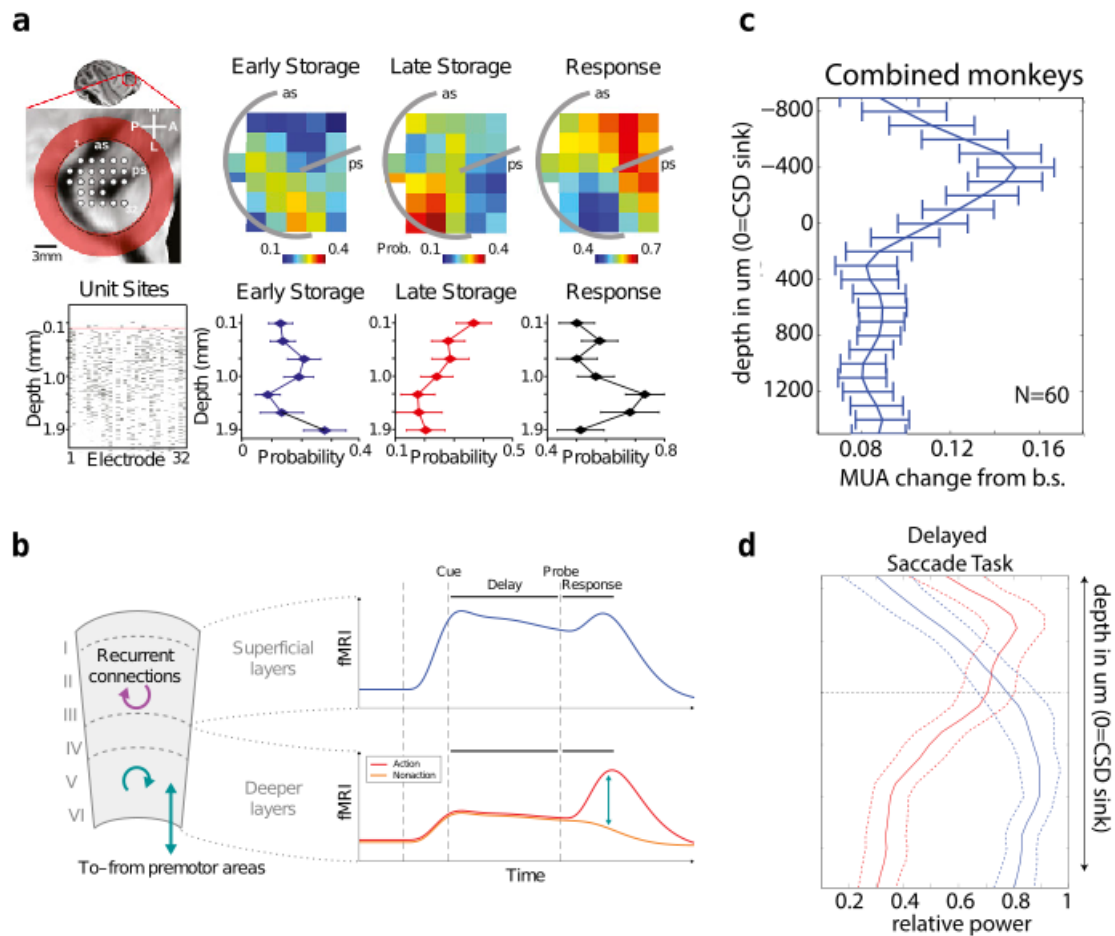 a
Early Storage
Late Storage
Response
as
as
as
P
A
L
as
ps
ps
ps
ps
3mm
0.1
0.4
Prob.
0.1
0.4
0.4
0.7
Unit Sites
Early Storage
Late Storage
Response
Depth (mm)
0.1
1.0
1.9
1
Electrode
32
Depth (mm)
0.1
1.0
1.9
0
Probability
0.4
0.1
1.0
1.9
0.1
Probability
0.5
0.1
1.0
1.9
0.4
Probability
0.8
c
Combined monkeys
depth in um (0=CSD sink)
−800
−400
0
400
800
1200
N=60
0.08
0.12
0.16
MUA change from b.s.
b
I
II
III
IV
V
VI
Recurrent
connections
To–from premotor areas
Superficial
layers
Deeper
layers
Cue
Delay
Probe
Response
fMRI
fMRI
Action
Nonaction
Time
d
Delayed
Saccade Task
depth in um (0=CSD sink)
0.2
0.4
0.6
0.8
1
relative power